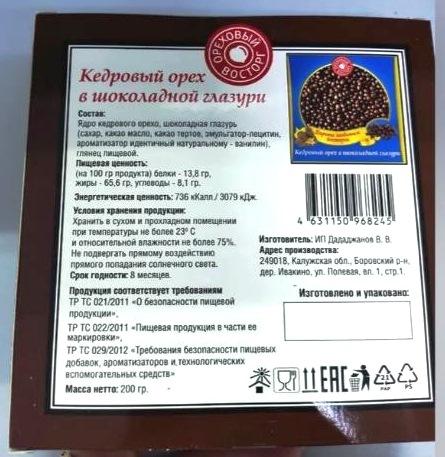 ОРЕХОВЫЙ ВОСТОРГ
Кедровый орех
в шоколадной глазури
Состав:
Ядро кедрового ореха, шоколадная глазурь
(сахар, какао масло, какао тертое, эмульгатор-лецитин,
ароматизатор идентичный натуральному - ванилин),
глянец пищевой.
Пищевая ценность:
(на 100 гр продукта) белки - 13,8 гр,
жиры - 65,6 гр, углеводы - 8,1 гр.
Энергетическая ценность: 736 кКалл / 3079 кДж.
Условия хранения продукции:
Хранить в сухом и прохладном помещении
при температуры не более 23° С
и относительной влажности не более 75%.
Не подвергать прямому воздействию
прямого попадания солнечного света.
Срок годности: 8 месяцев.
Продукция соответствует требованиям
ТР ТС 021/2011 «О безопасности пищевой
продукции»,
ТР ТС 022/2011 «Пищевая продукция в части ее
маркировки»,
ТР ТС 029/2012 «Требования безопасности пищевых
добавок, ароматизаторов и технологических
вспомогательных средств»
Масса нетто: 200 гр.
Кедровый орех в шоколадной глазури
4 631150 968245
Изготовитель: ИП Дададжанов В. В.
Адрес производства:
249018, Калужская обл., Боровский р-н,
дер. Ивакино, ул. Полевая, вл. 1, стр.1.
Изготовлено и упаковано:
EAC
21
PAP
PS